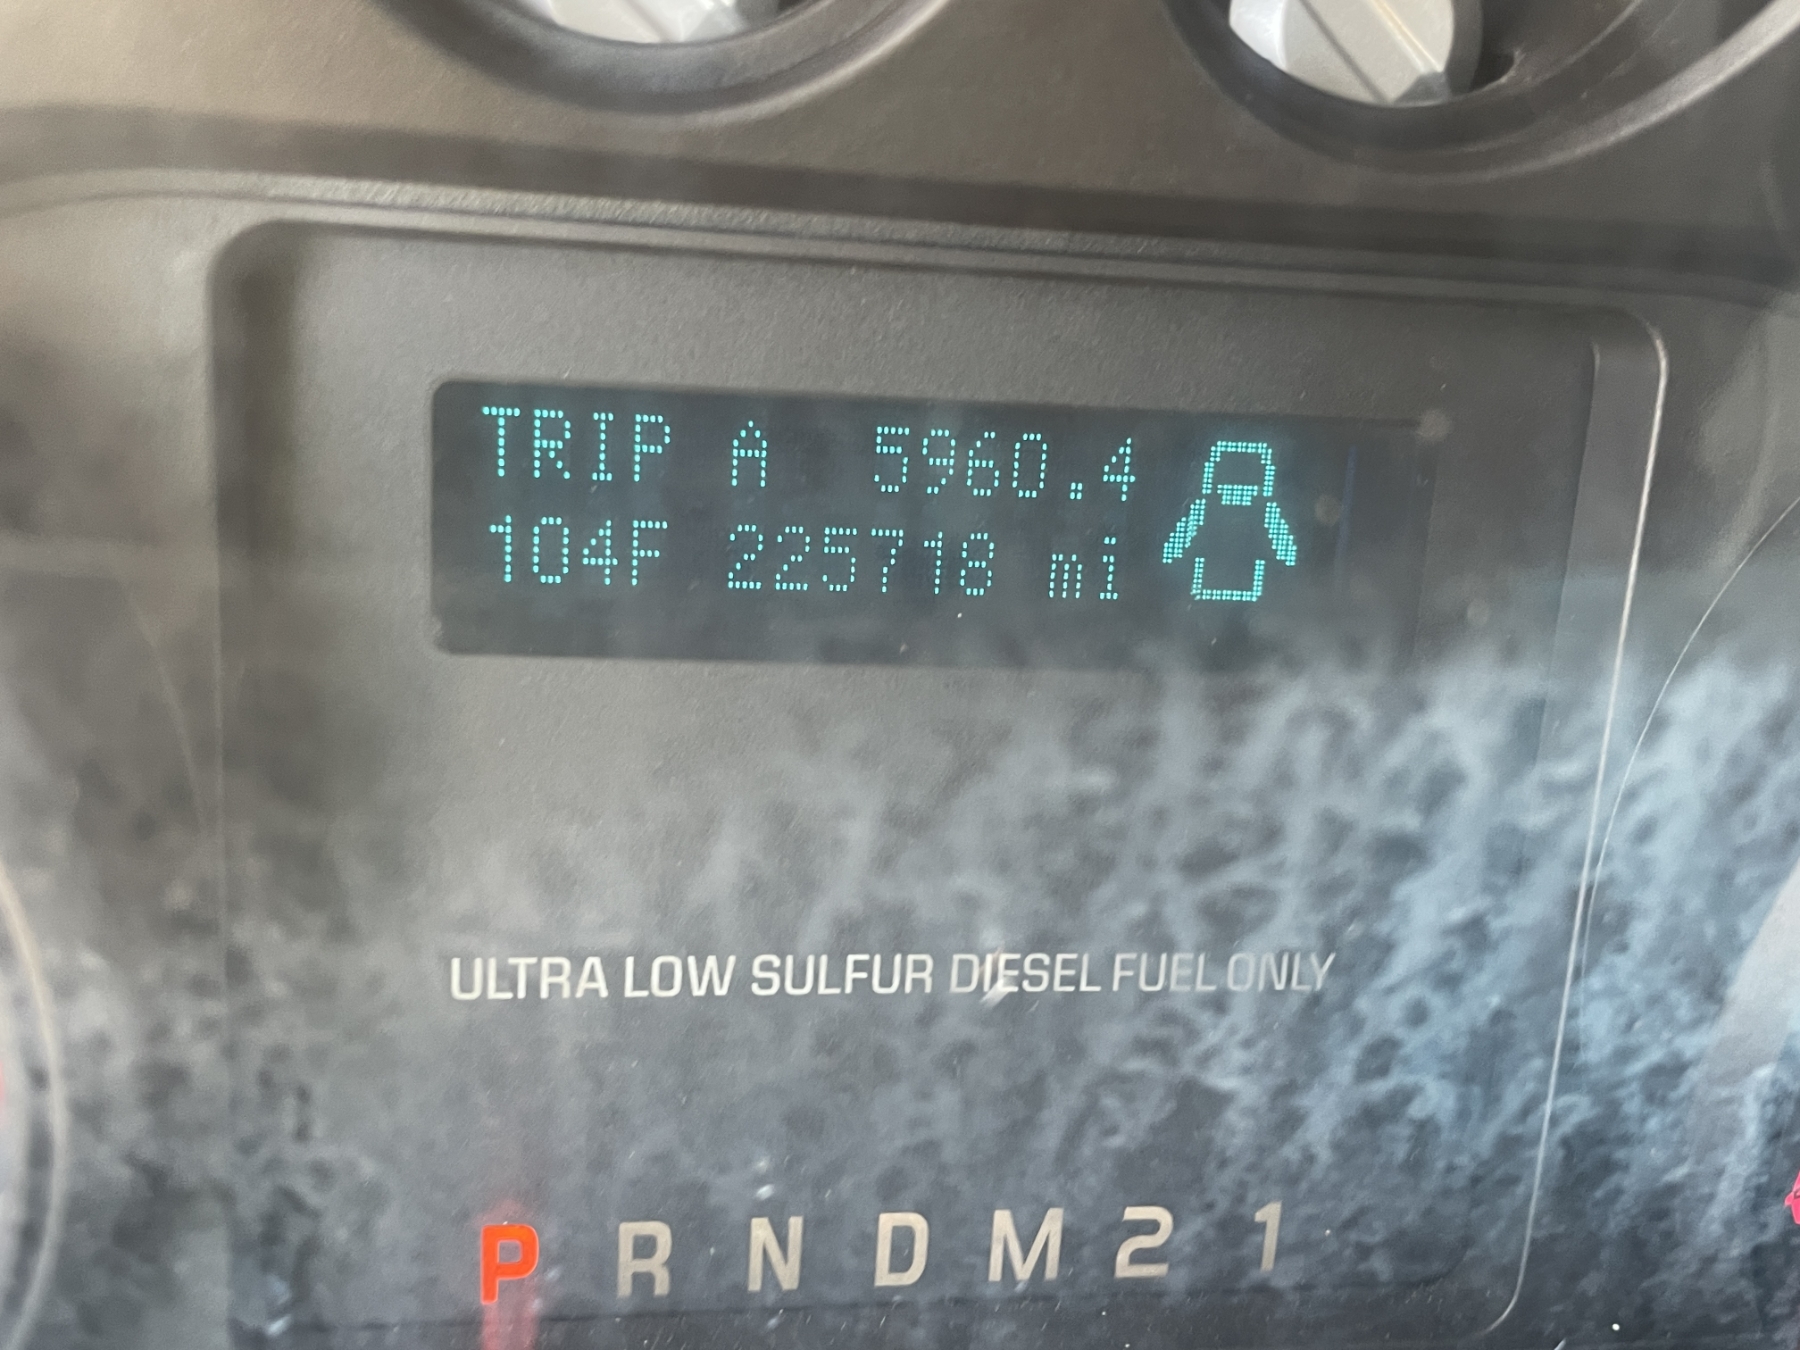 TRIP A 5960.4
104F 225718 mi
ULTRA LOW SULFUR DIESEL FUEL ONLY
P R N D M 2 1